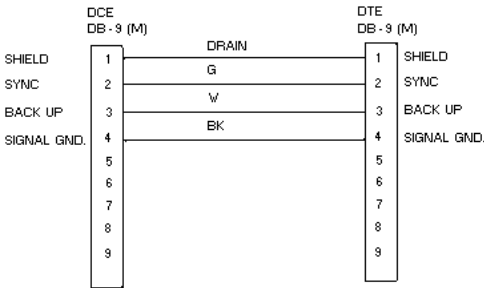 DCE
DB-9 (M)
DTE
DB-9 (M)
SHIELD 1 DRAIN 1 SHIELD
SYNC 2 G 2 SYNC
BACK UP 3 W 3 BACK UP
SIGNAL GND. 4 BK 4 SIGNAL GND.
5 5
6 6
7 7
8 8
9 9